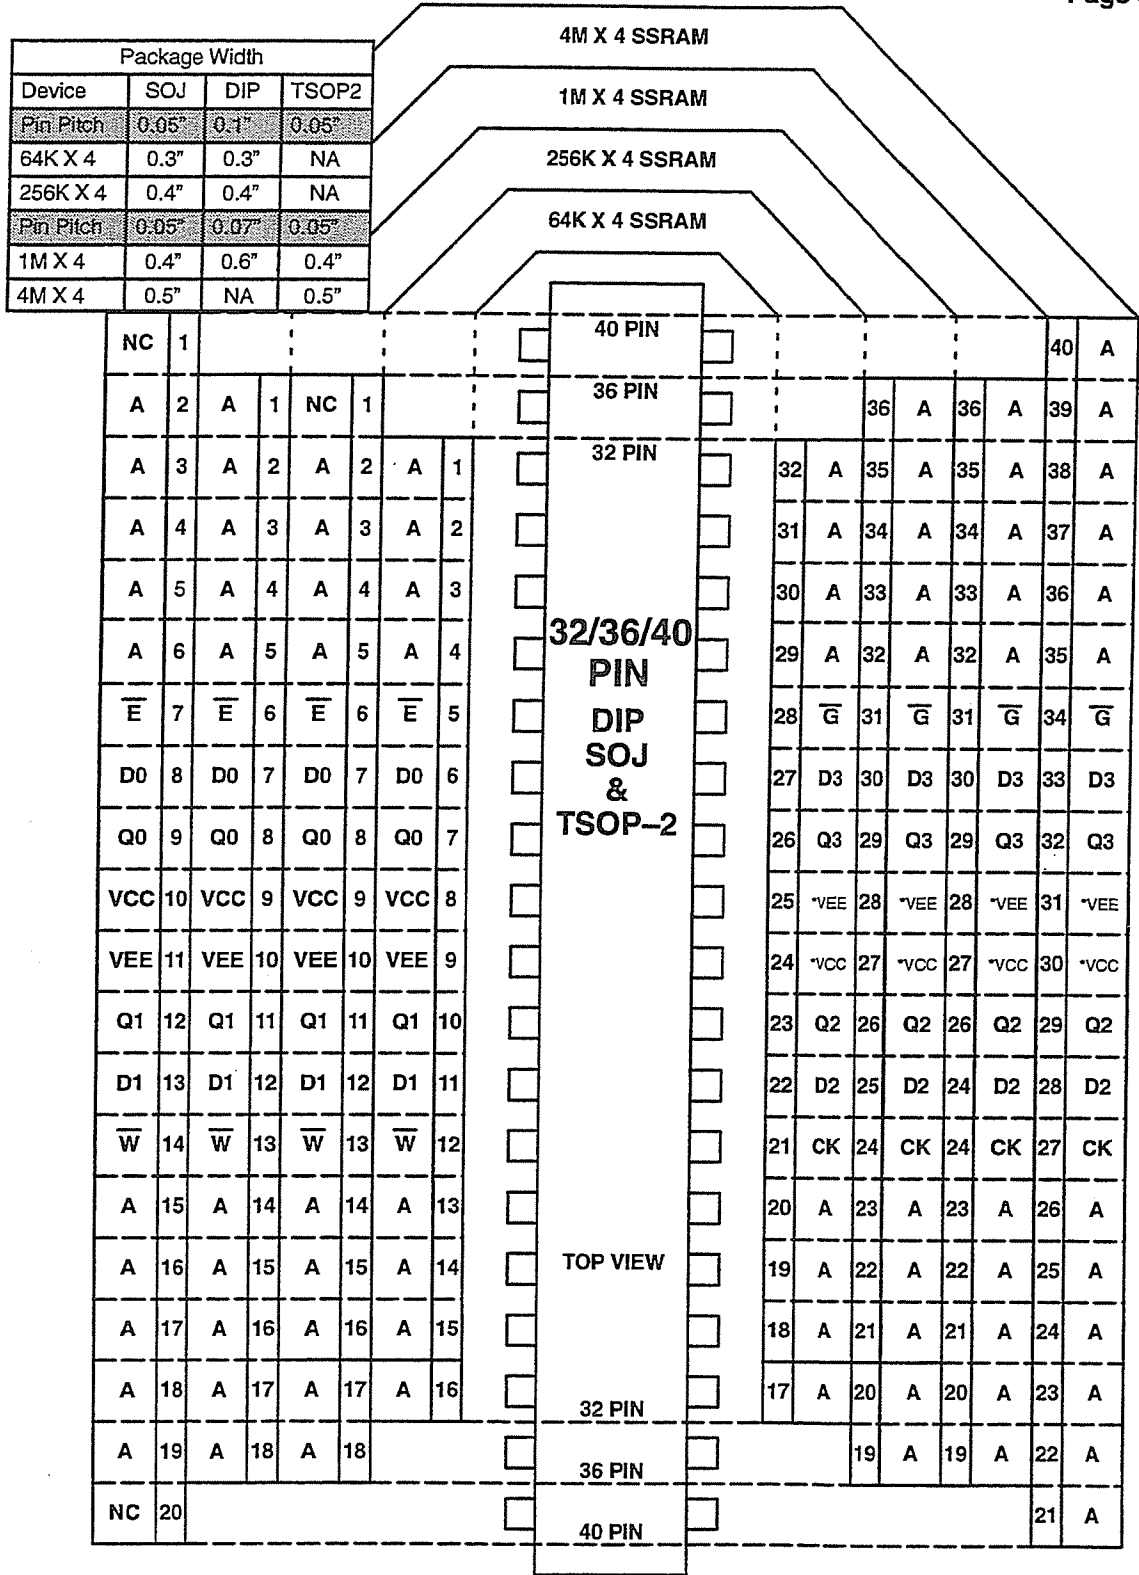 Page
4M X 4 SSRAM
Package Width
Device SOJ DIP TSOP2
Pin Pitch 0.05" 0.1" 0.05"
1M X 4 SSRAM
64K X 4 0.3" 0.3" NA
256K X 4 SSRAM
256K X 4 0.4" 0.4" NA
Pin Pitch 0.05" 0.07" 0.05"
64K X 4 SSRAM
1M X 4 0.4" 0.6" 0.4"
4M X 4 0.5" NA 0.5"
NC 1 40 PIN 40 A
A 2 A 1 NC 1 36 PIN 36 A 36 A 39 A
A 3 A 2 A 2 A 1 32 PIN 32 A 35 A 35 A 38 A
A 4 A 3 A 3 A 2 31 A 34 A 34 A 37 A
A 5 A 4 A 4 A 3 30 A 33 A 33 A 36 A
A 6 A 5 A 5 A 4 32/36/40 29 A 32 A 32 A 35 A
PIN
E̅ 7 E̅ 6 E̅ 6 E̅ 5 DIP 28 G̅ 31 G̅ 31 G̅ 34 G̅
SOJ
D0 8 D0 7 D0 7 D0 6 & 27 D3 30 D3 30 D3 33 D3
Q0 9 Q0 8 Q0 8 Q0 7 TSOP–2 26 Q3 29 Q3 29 Q3 32 Q3
VCC 10 VCC 9 VCC 9 VCC 8 25 *VEE 28 *VEE 28 *VEE 31 *VEE
VEE 11 VEE 10 VEE 10 VEE 9 24 *VCC 27 *VCC 27 *VCC 30 *VCC
Q1 12 Q1 11 Q1 11 Q1 10 23 Q2 26 Q2 26 Q2 29 Q2
D1 13 D1 12 D1 12 D1 11 22 D2 25 D2 24 D2 28 D2
W̅ 14 W̅ 13 W̅ 13 W̅ 12 21 CK 24 CK 24 CK 27 CK
A 15 A 14 A 14 A 13 20 A 23 A 23 A 26 A
A 16 A 15 A 15 A 14 TOP VIEW 19 A 22 A 22 A 25 A
A 17 A 16 A 16 A 15 18 A 21 A 21 A 24 A
A 18 A 17 A 17 A 16 32 PIN 17 A 20 A 20 A 23 A
A 19 A 18 A 18 36 PIN 19 A 19 A 22 A
NC 20 40 PIN 21 A